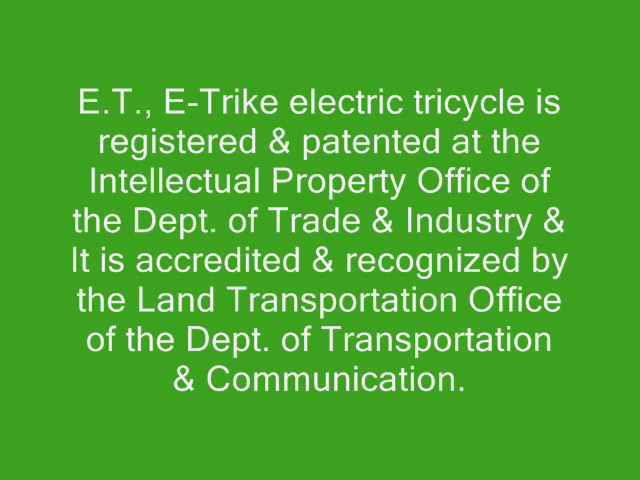 E.T., E-Trike electric tricycle is
registered & patented at the
Intellectual Property Office of
the Dept. of Trade & Industry &
It is accredited & recognized by
the Land Transportation Office
of the Dept. of Transportation
& Communication.